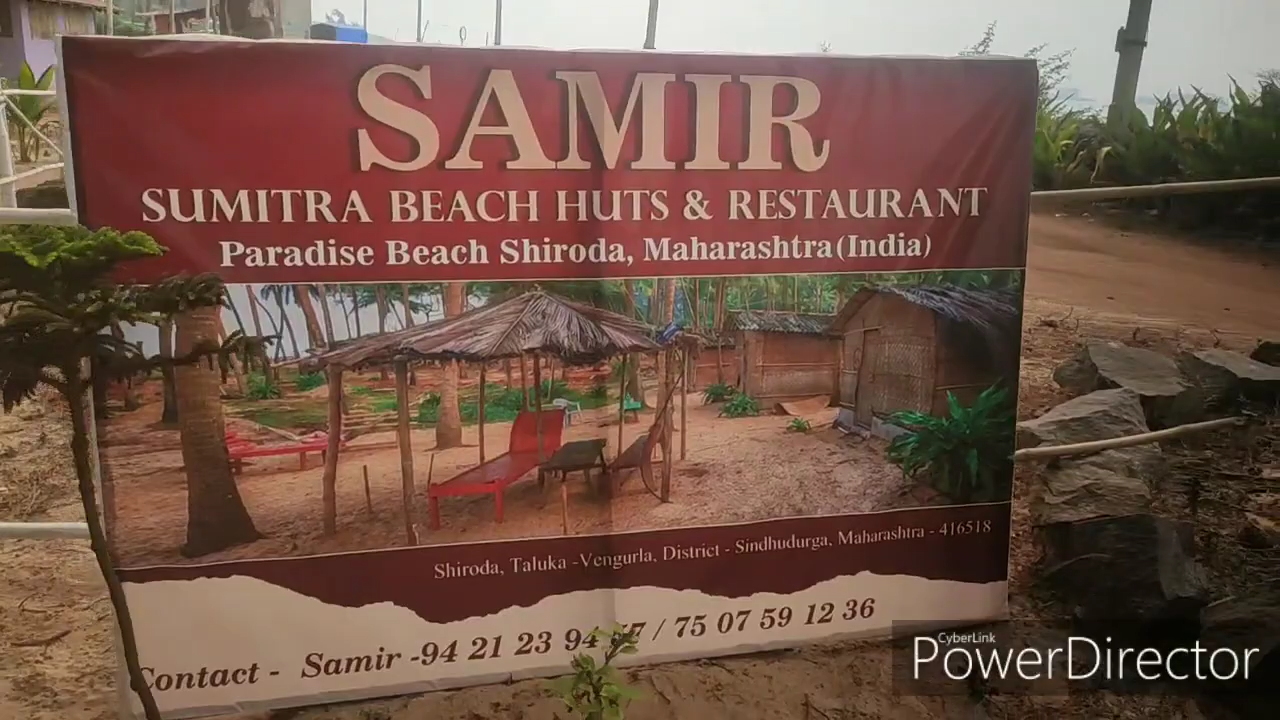 SAMIR
SUMITRA BEACH HUTS & RESTAURANT
Paradise Beach Shiroda, Maharashtra(India)
Shiroda, Taluka -Vengurla, District - Sindhudurga, Maharashtra - 416518
Contact - Samir -94 21 23 94 / 75 07 59 12 36
CyberLink
PowerDirector